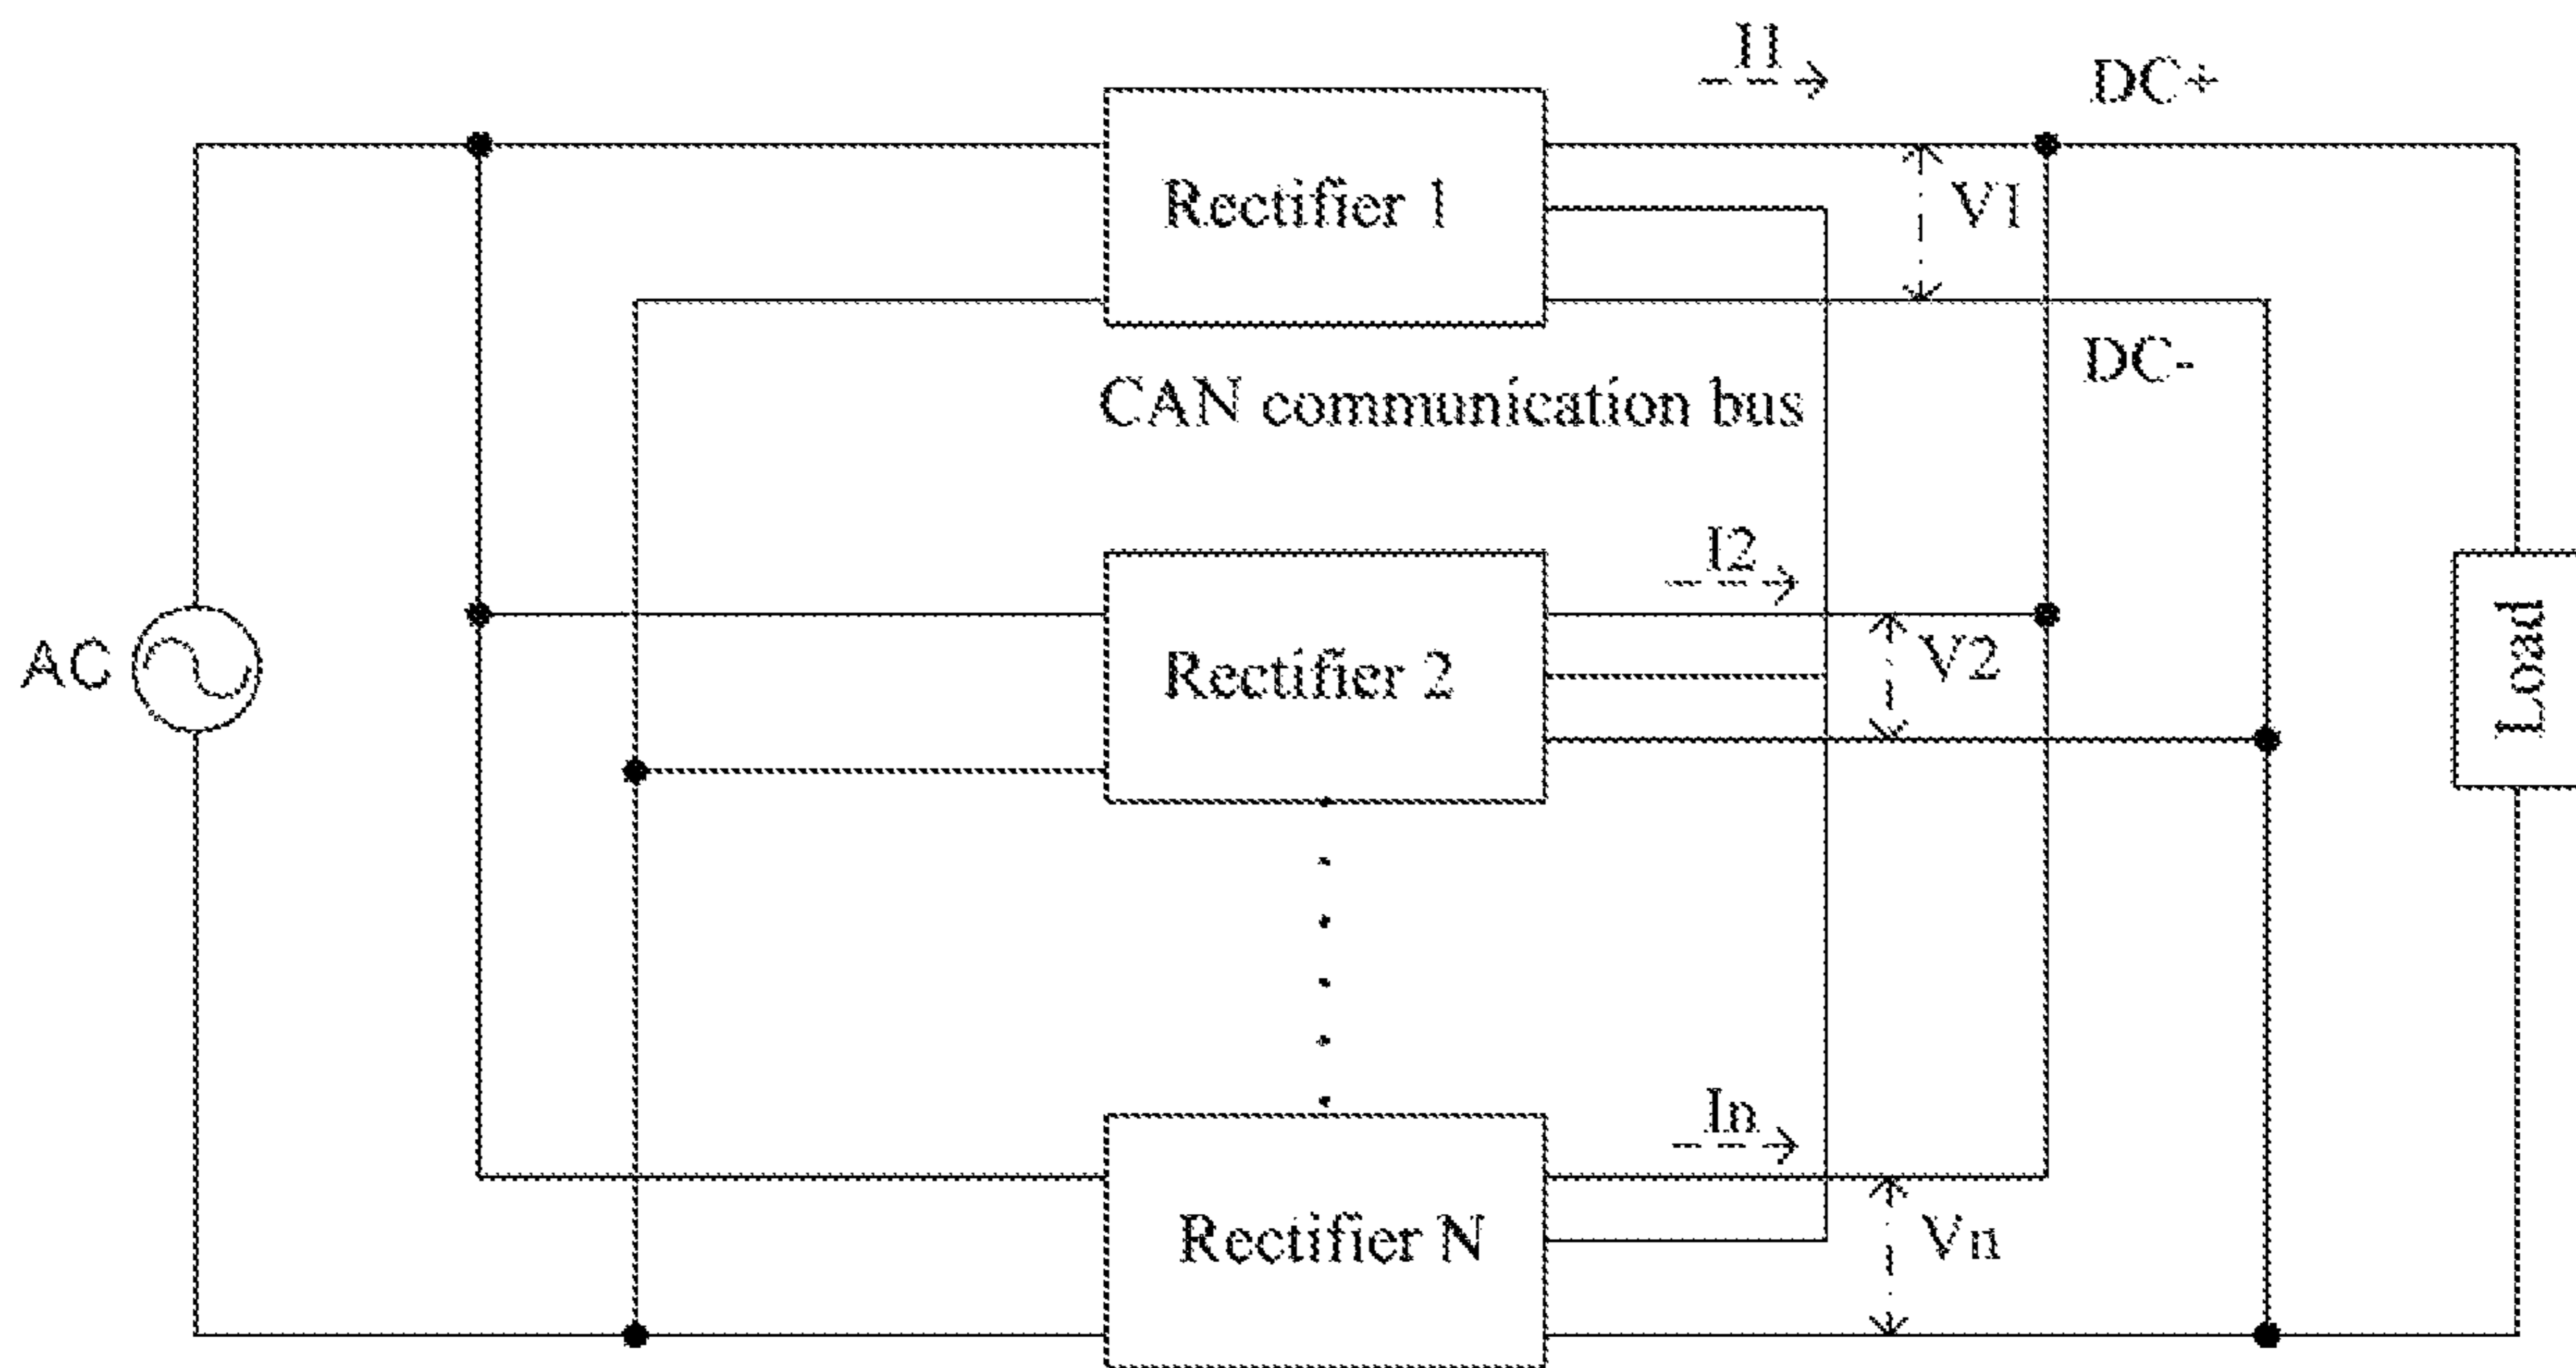 I1
DC+
Rectifier 1
V1
DC-
CAN communication bus
I2
AC
Rectifier 2
V2
Load
In
Rectifier N
Vn